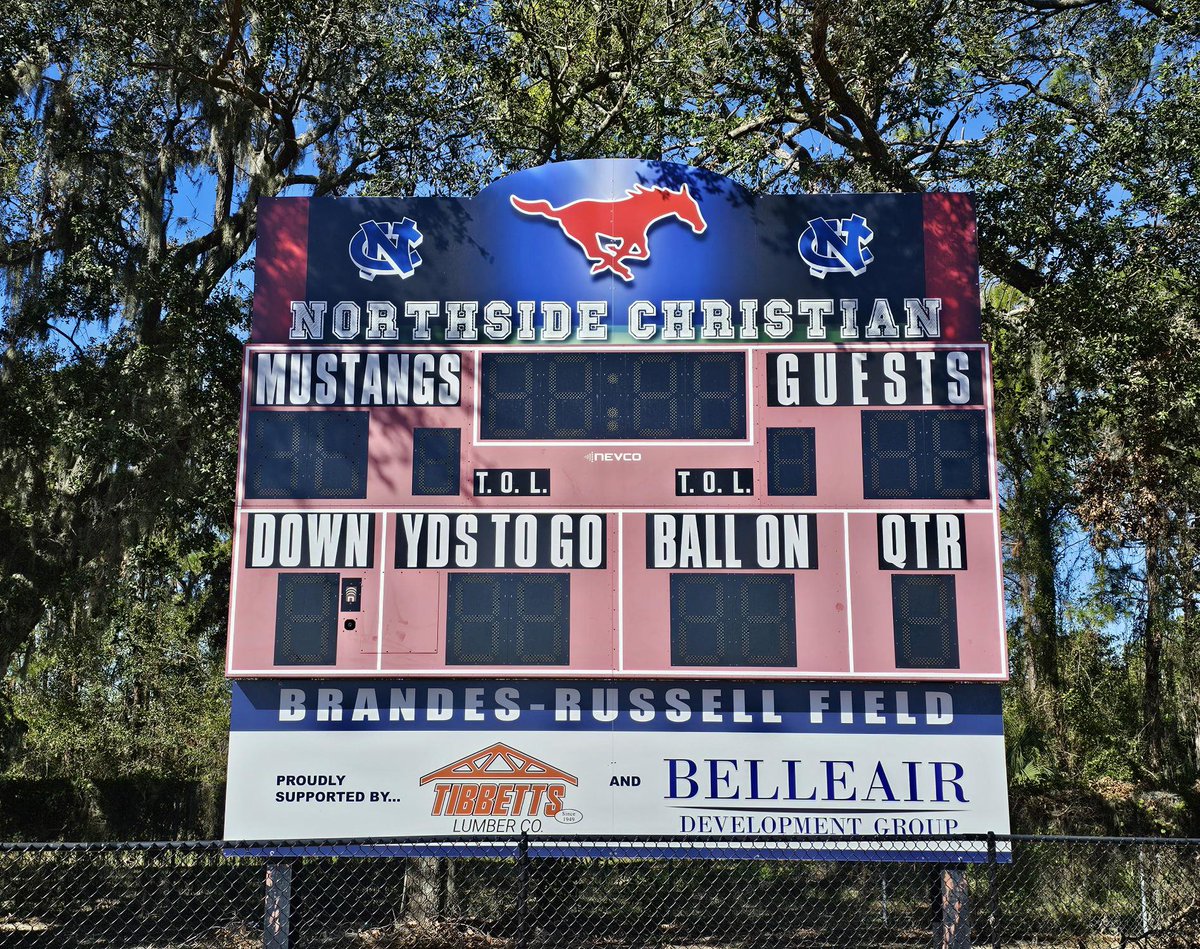 NC
NC
NORTHSIDE CHRISTIAN
MUSTANGS
GUESTS
NEVCO
T. O. L.
T. O. L.
DOWN
YDS TO GO
BALL ON
QTR
BRANDES-RUSSELL FIELD
PROUDLY
SUPPORTED BY...
TIBBETTS
LUMBER CO.
Since
1949
AND
BELLEAIR
DEVELOPMENT GROUP